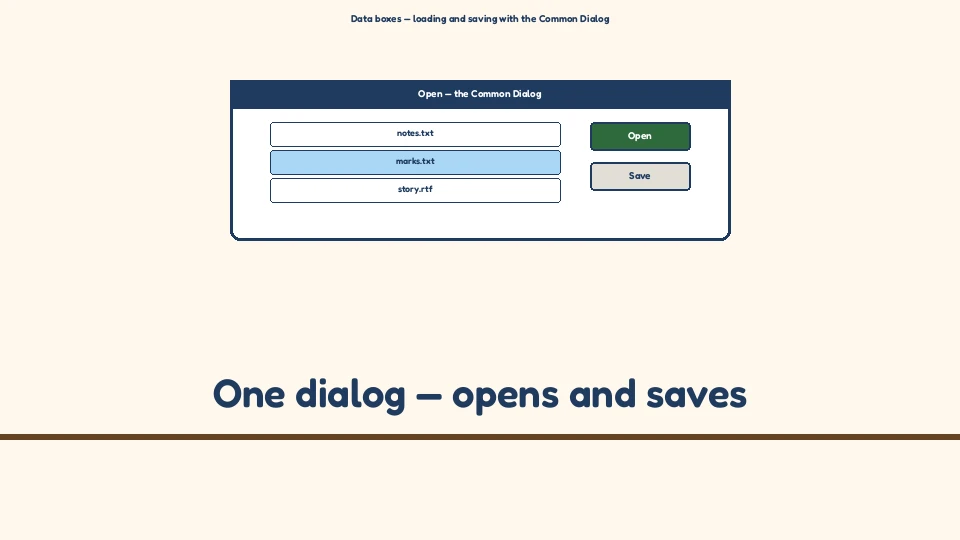 Data boxes — loading and saving with the Common Dialog
Open — the Common Dialog
notes.txt
Open
marks.txt
Save
story.rtf
One dialog — opens and saves